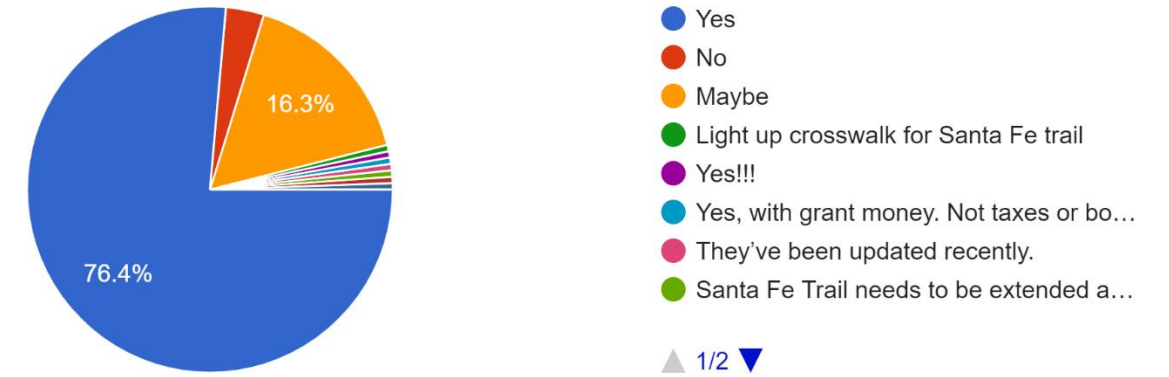 16.3%
76.4%
Yes
No
Maybe
Light up crosswalk for Santa Fe trail
Yes!!!
Yes, with grant money. Not taxes or bo…
They’ve been updated recently.
Santa Fe Trail needs to be extended a…
1/2